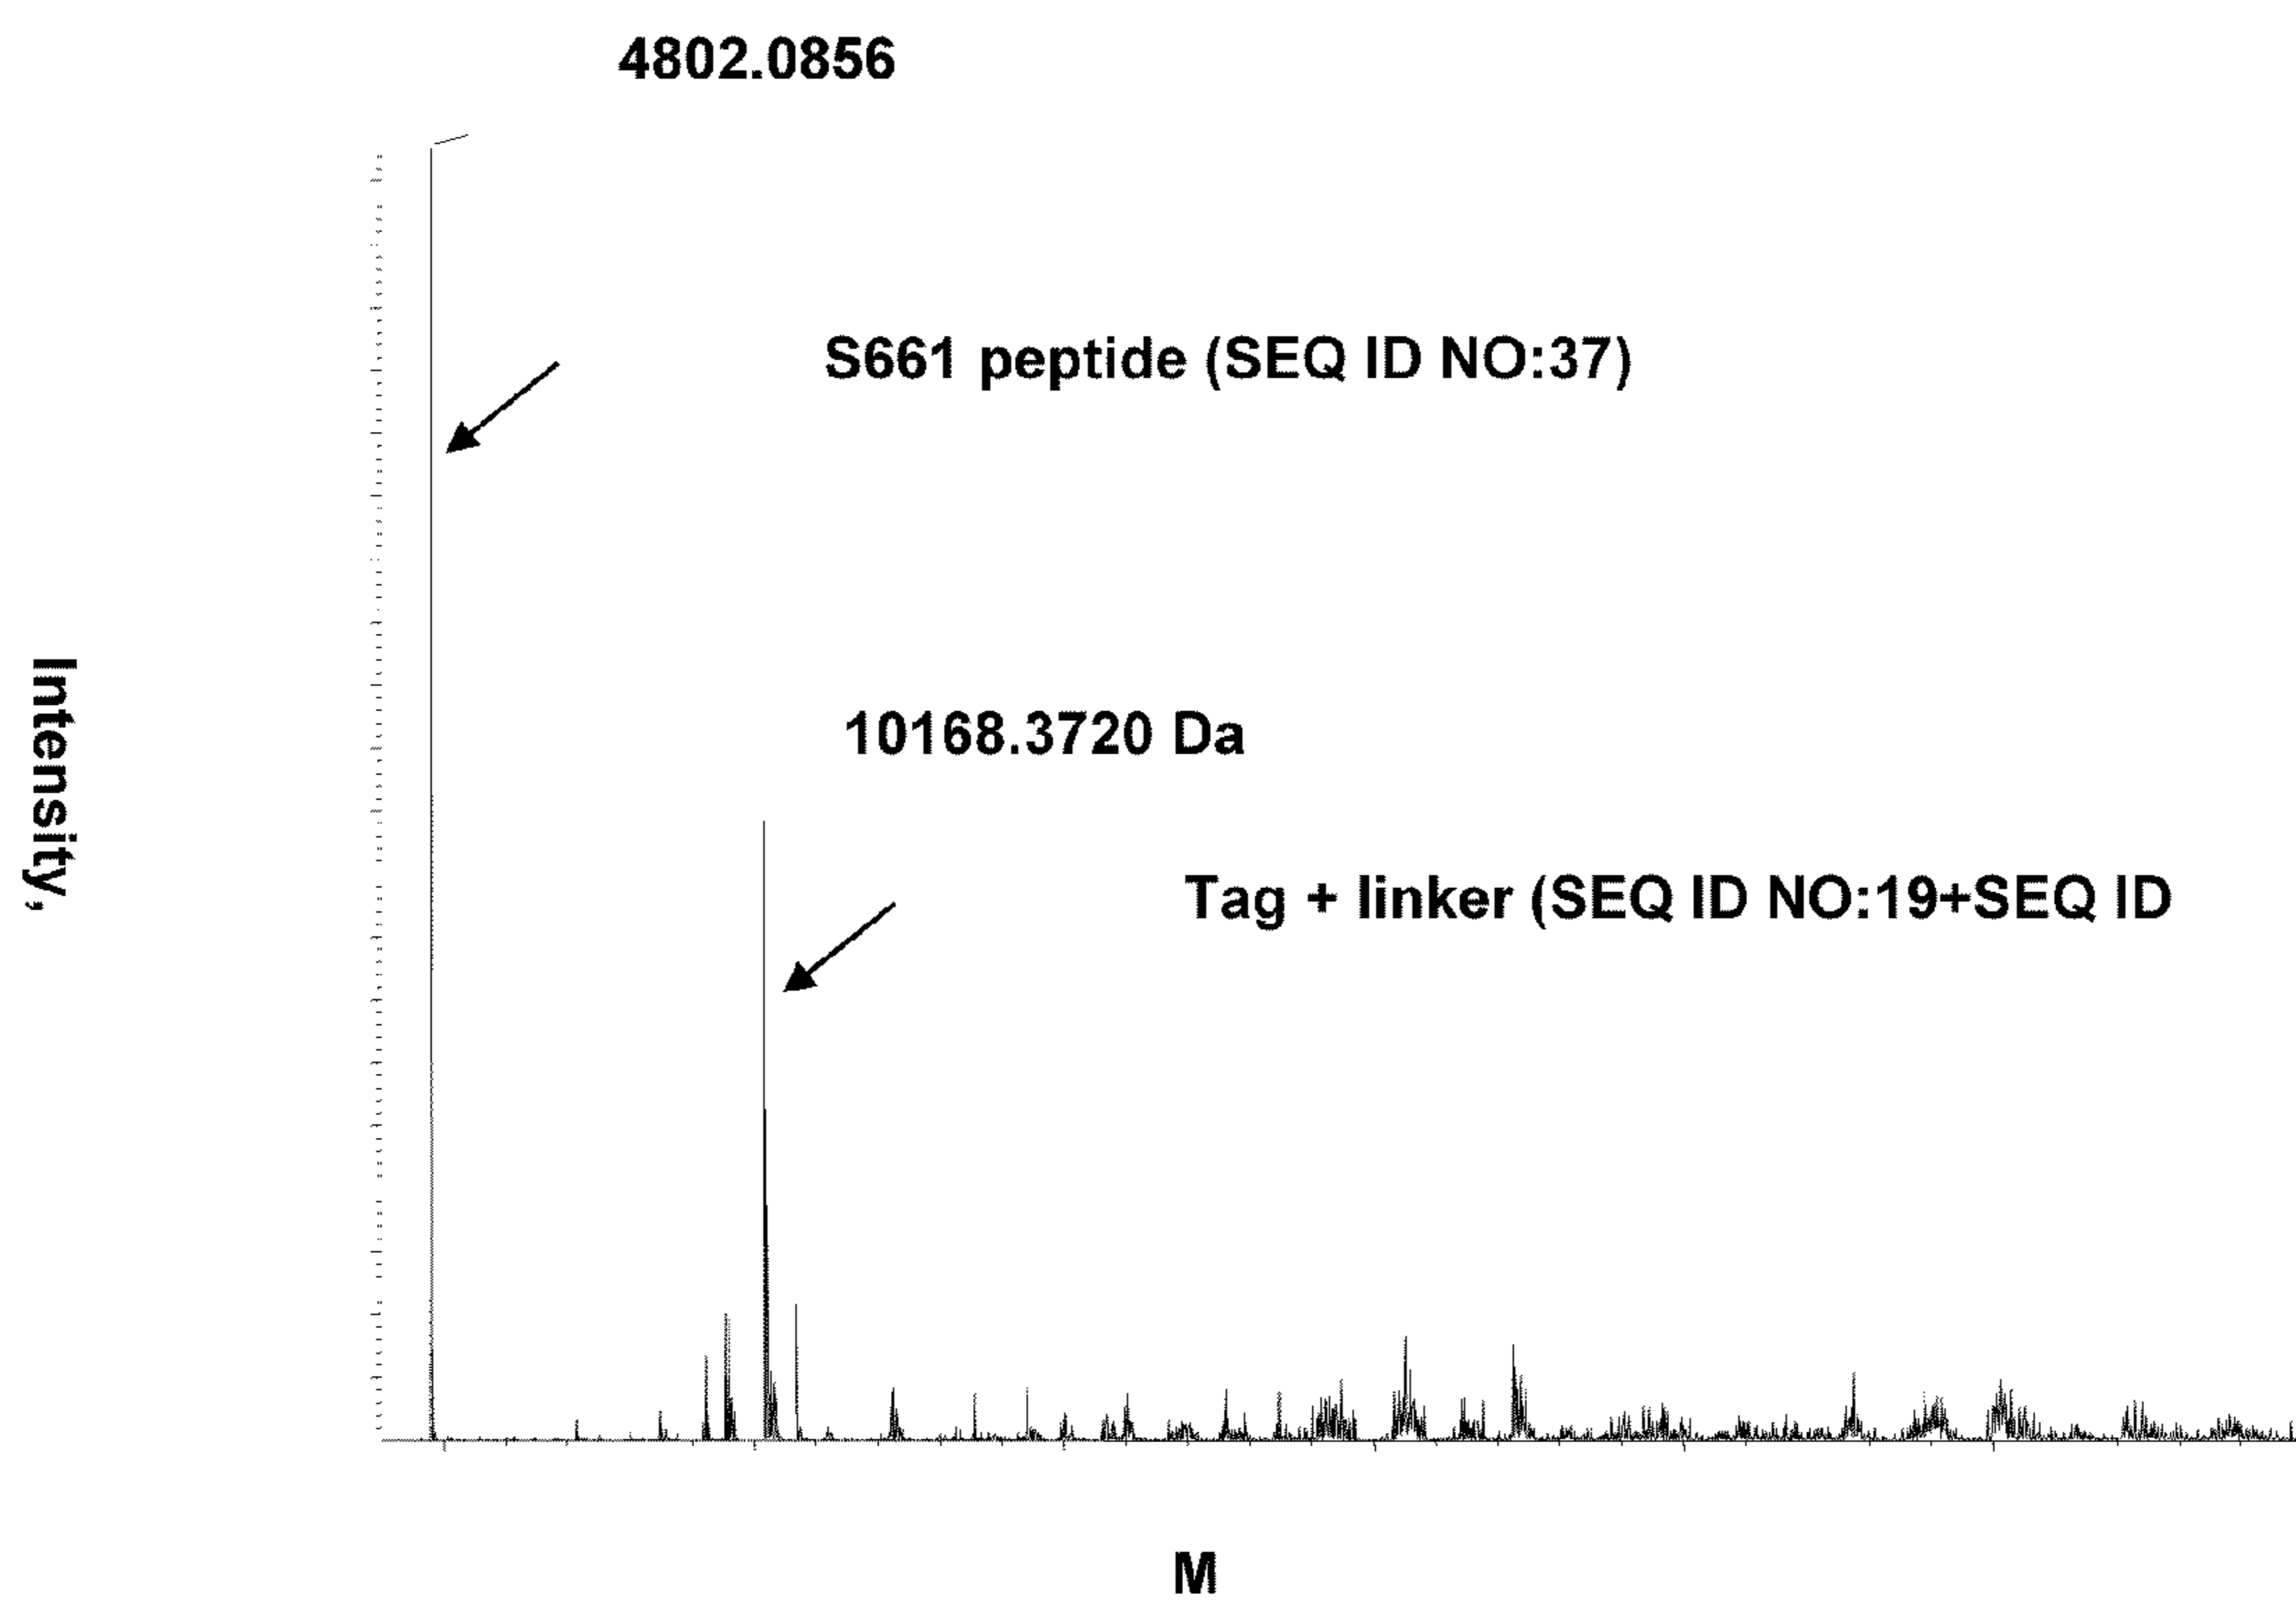 4802.0856
S661 peptide (SEQ ID NO:37)
10168.3720 Da
Tag + linker (SEQ ID NO:19+SEQ ID
Intensity,
M